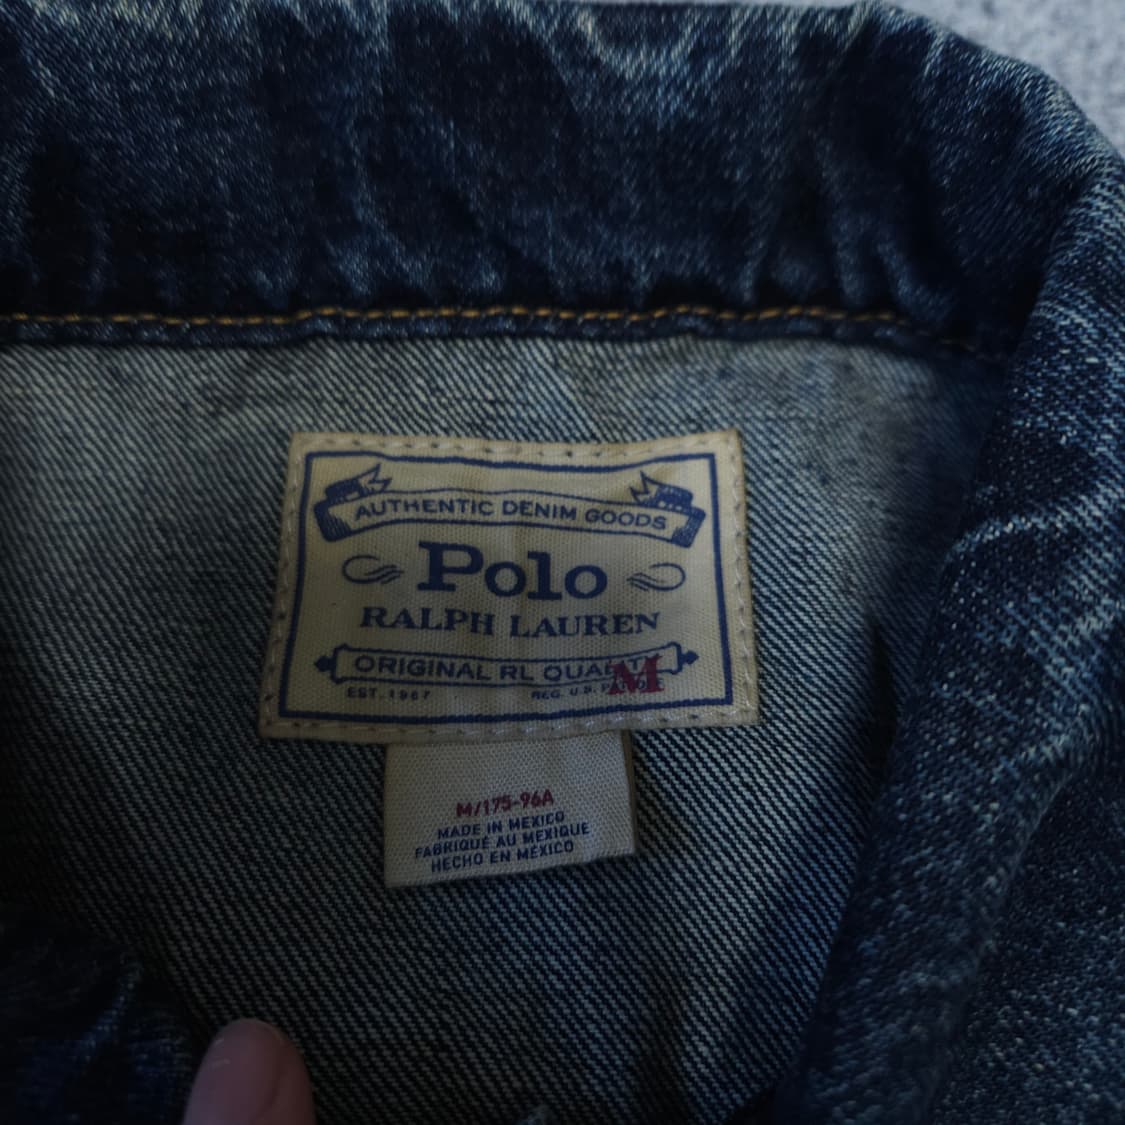 AUTHENTIC DENIM GOODS
Polo
RALPH LAUREN
ORIGINAL RL
M
EST. 1967
REG. U.S.
M/175-96A
MADE IN MEXICO
FABRIQUÉ AU MEXIQUE
HECHO EN MÉXICO